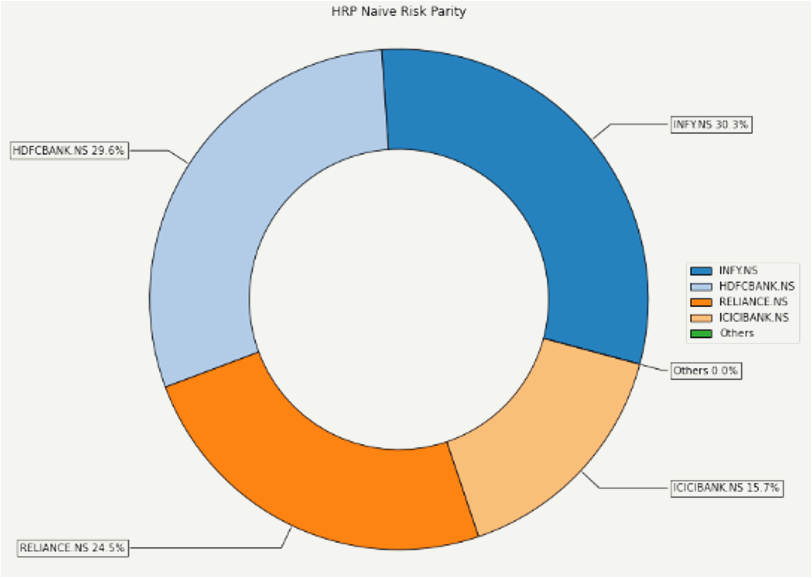 HRP Naive Risk Parity
INFY.NS 30.3%
HDFCBANK.NS 29.6%
INFY.NS
HDFCBANK.NS
RELIANCE.NS
ICICIBANK.NS
Others
Others 0.0%
ICICIBANK.NS 15.7%
RELIANCE.NS 24.5%